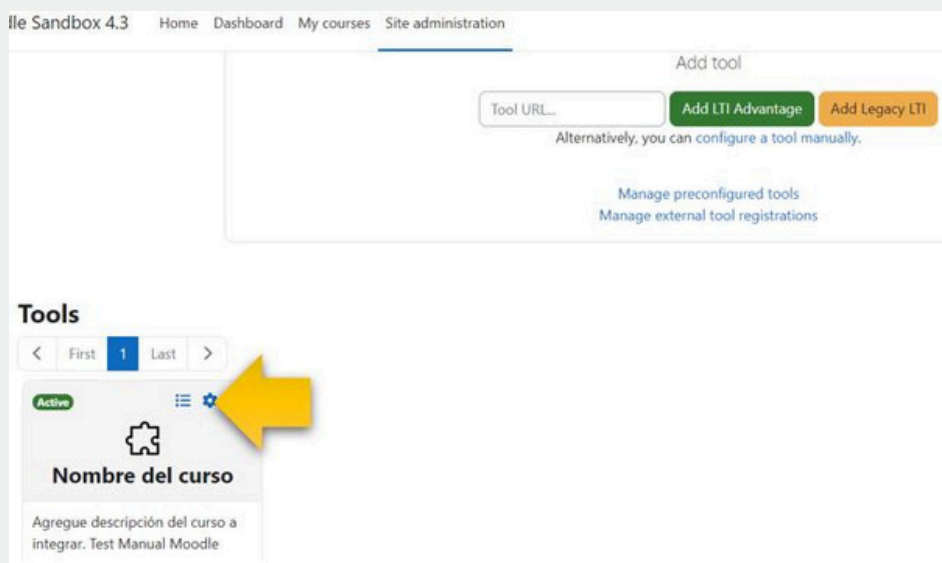 lle Sandbox 4.3 Home Dashboard My courses Site administration
Add tool
Tool URL... Add LTI Advantage Add Legacy LTI
Alternatively, you can configure a tool manually.
Manage preconfigured tools
Manage external tool registrations
Tools
First 1 Last
Active
Nombre del curso
Agregue descripción del curso a
integrar. Test Manual Moodle